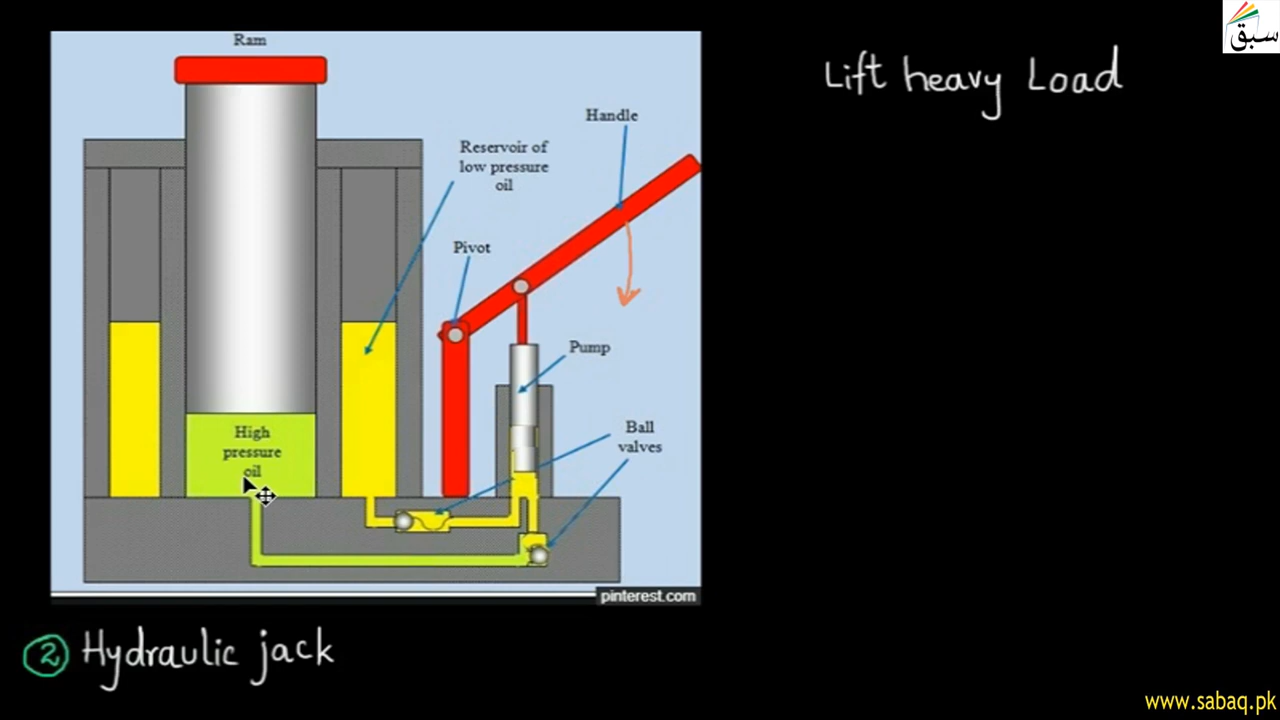 سبق
Ram
Lift heavy Load
Handle
Reservoir of
low pressure
oil
Pivot
Pump
Ball
valves
High
pressure
oil
pinterest.com
2 Hydraulic jack
www.sabaq.pk